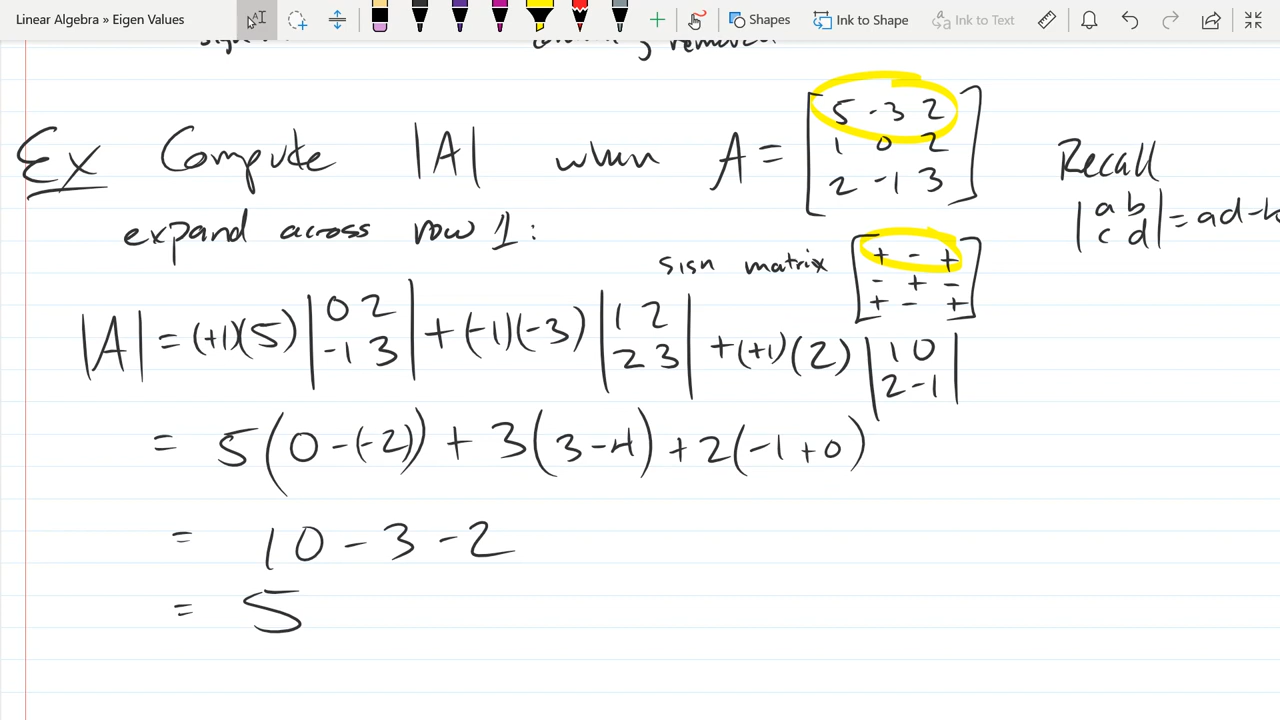 Linear Algebra » Eigen Values
Shapes Ink to Shape Ink to Text
removed
Ex Compute |A| when A = [5 -3 2
1 0 2
2 -1 3]
Recall
|a b
c d| = ad-b
expand across row 1:
sign matrix [+ - +
- + -
+ - +]
|A| = (+1)(5)|0 2
-1 3| + (-1)(-3)|1 2
2 3| + (+1)(2)|1 0
2 -1|
= 5(0-(-2)) + 3(3-4) + 2(-1+0)
= 10 - 3 - 2
= 5